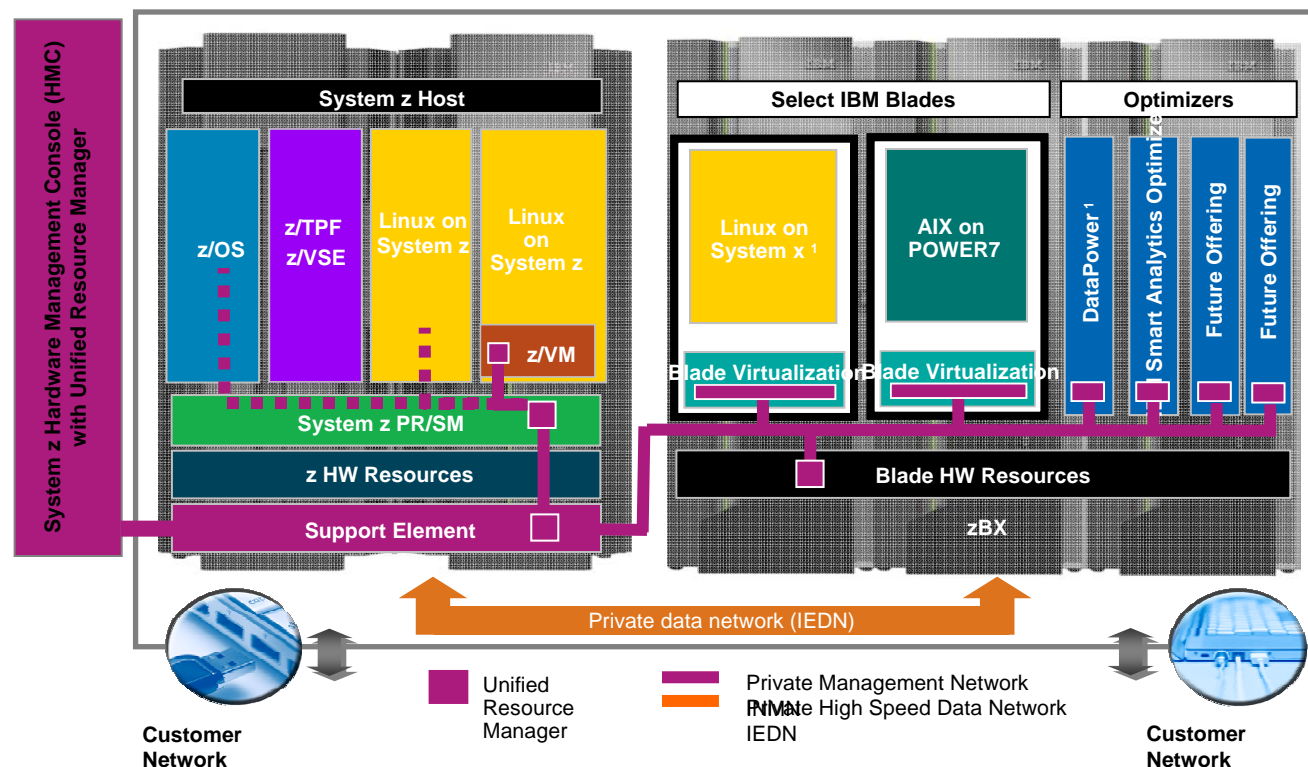 System z Hardware Management Console (HMC)
with Unified Resource Manager
System z Host
z/OS
z/TPF
z/VSE
Linux on
System z
Linux
on
System z
z/VM
System z PR/SM
z HW Resources
Support Element
Select IBM Blades
Optimizers
Linux on
System x 1
AIX on
POWER7
Blade Virtualization
Blade Virtualization
DataPower 1
Smart Analytics Optimize
Future Offering
Future Offering
Blade HW Resources
zBX
Private data network (IEDN)
Customer
Network
Unified
Resource
Manager
Private Management Network
INMN
Private High Speed Data Network
IEDN
Customer
Network